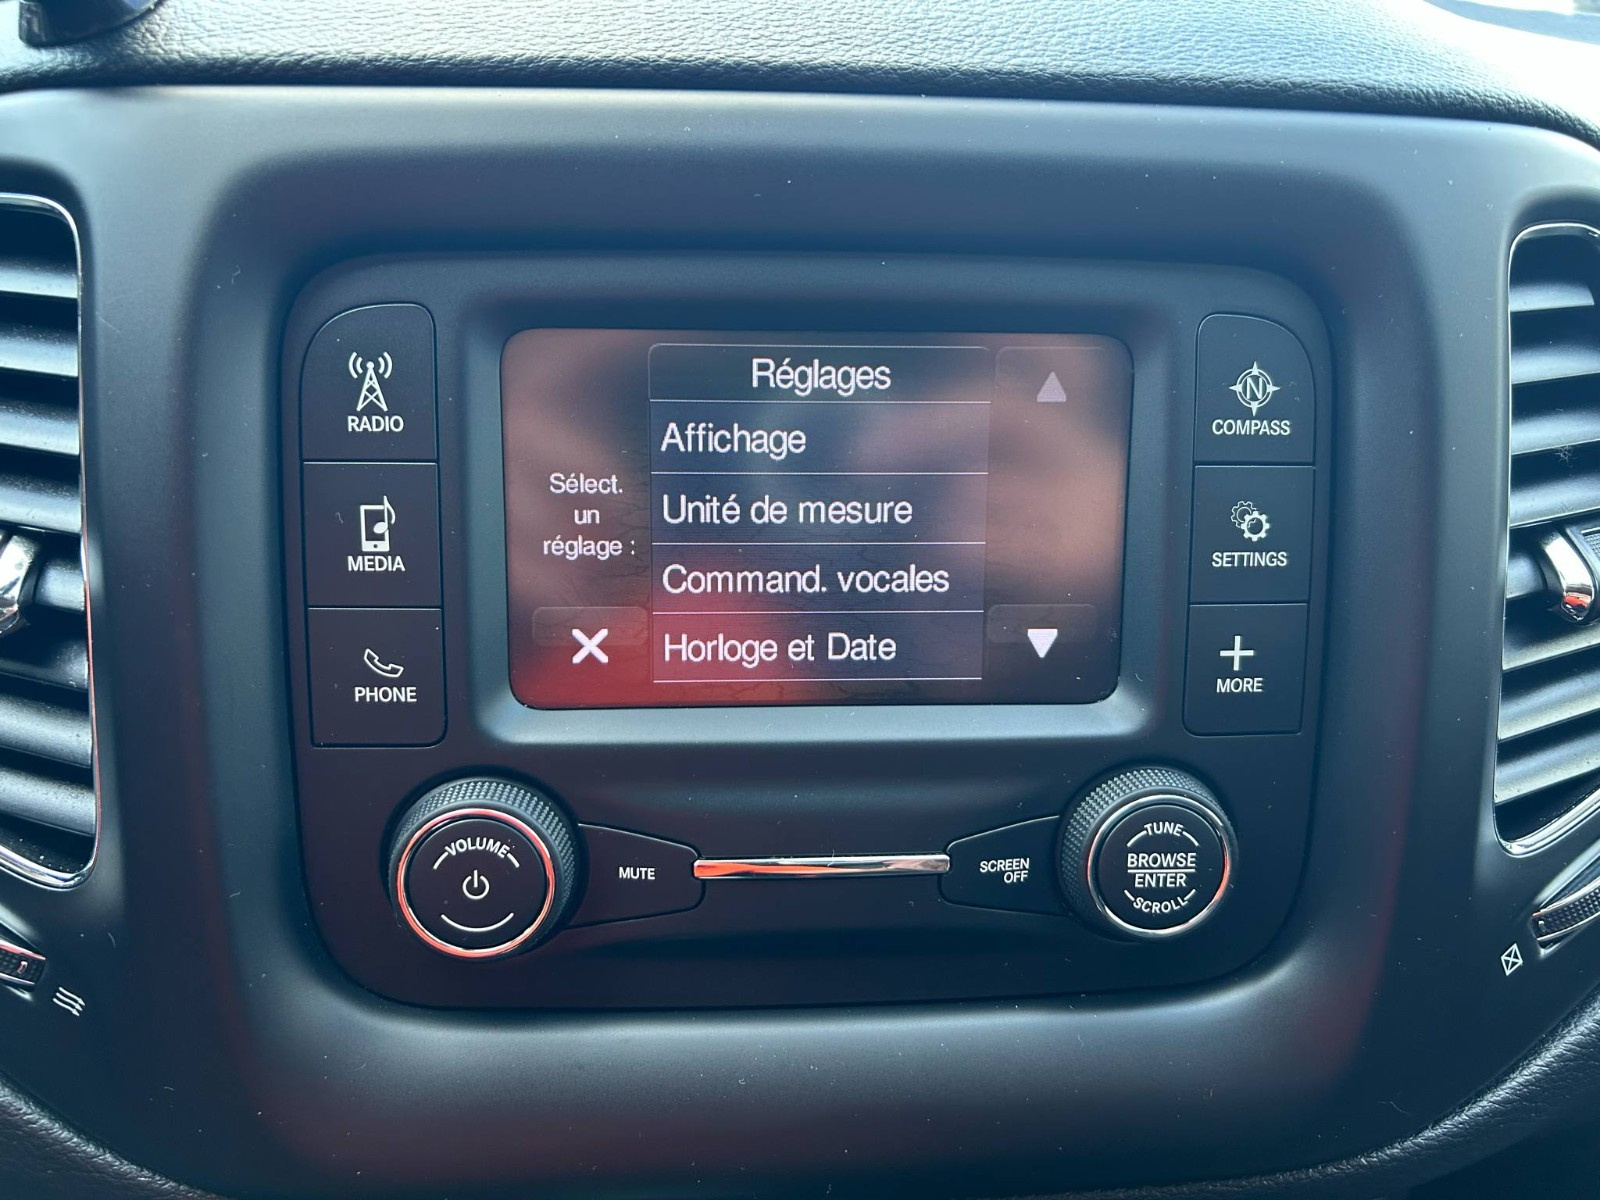 RADIO
MEDIA
PHONE
Réglages
Affichage
Unité de mesure
Command. vocales
Horloge et Date
Sélect.
un
réglage :
N
COMPASS
SETTINGS
MORE
VOLUME
MUTE
SCREEN
OFF
TUNE
BROWSE
ENTER
SCROLL